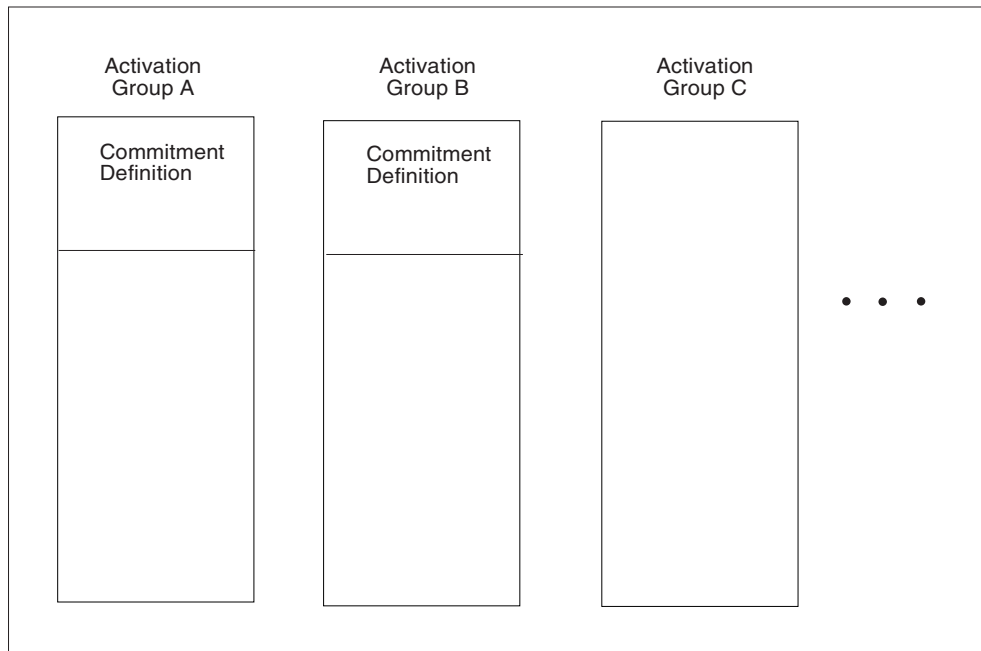 Activation
Group A
Activation
Group B
Activation
Group C
Commitment
Definition
Commitment
Definition